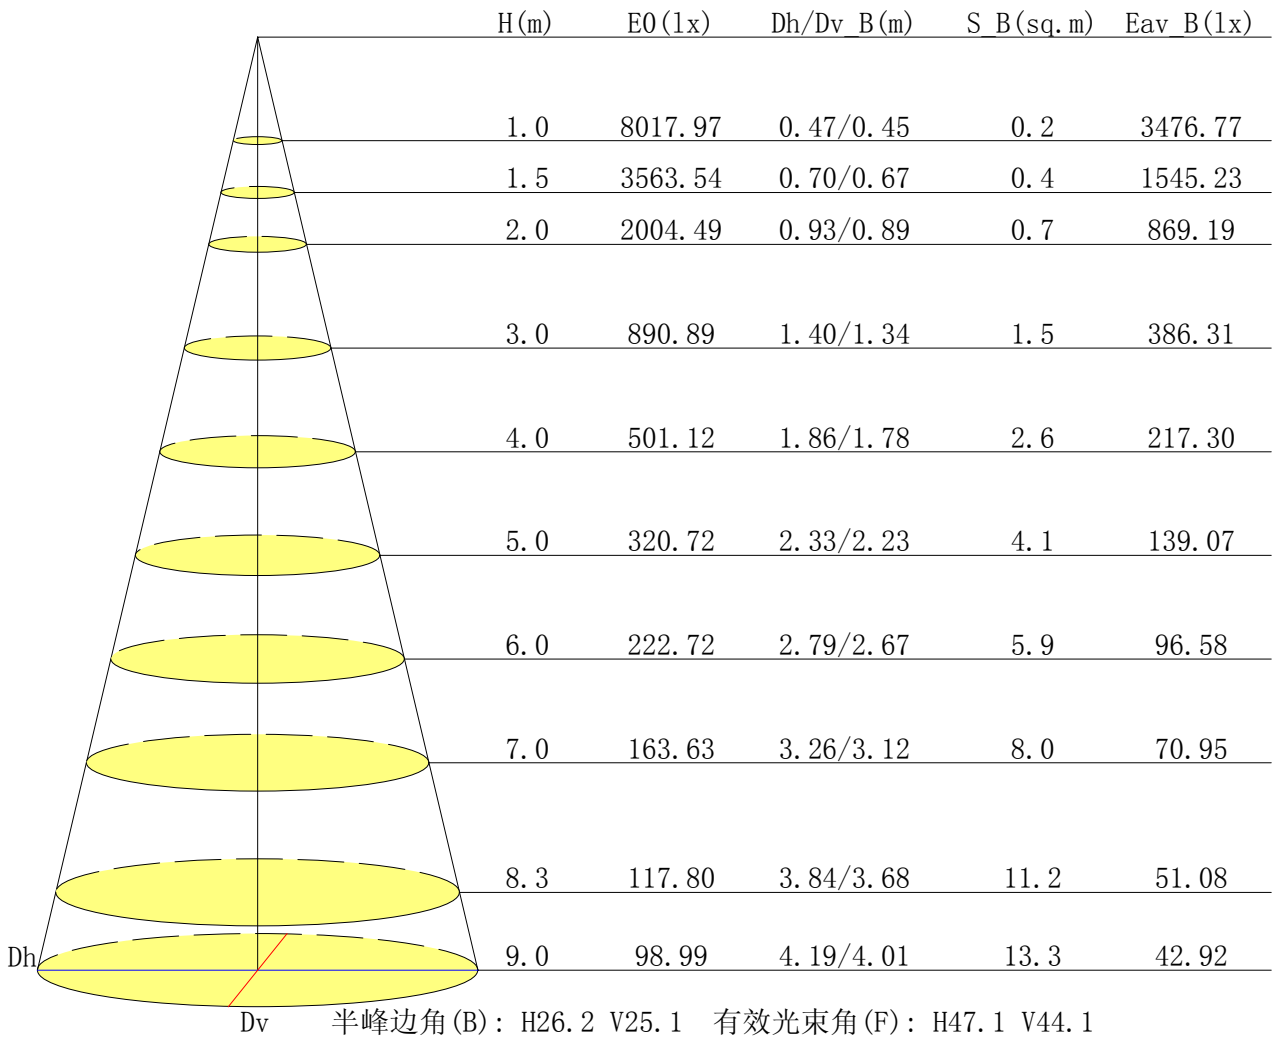 H(m) E0(lx) Dh/Dv_B(m) S_B(sq.m) Eav_B(lx)
1.0 8017.97 0.47/0.45 0.2 3476.77
1.5 3563.54 0.70/0.67 0.4 1545.23
2.0 2004.49 0.93/0.89 0.7 869.19
3.0 890.89 1.40/1.34 1.5 386.31
4.0 501.12 1.86/1.78 2.6 217.30
5.0 320.72 2.33/2.23 4.1 139.07
6.0 222.72 2.79/2.67 5.9 96.58
7.0 163.63 3.26/3.12 8.0 70.95
8.3 117.80 3.84/3.68 11.2 51.08
Dh 9.0 98.99 4.19/4.01 13.3 42.92
Dv 半峰边角(B): H26.2 V25.1 有效光束角(F): H47.1 V44.1